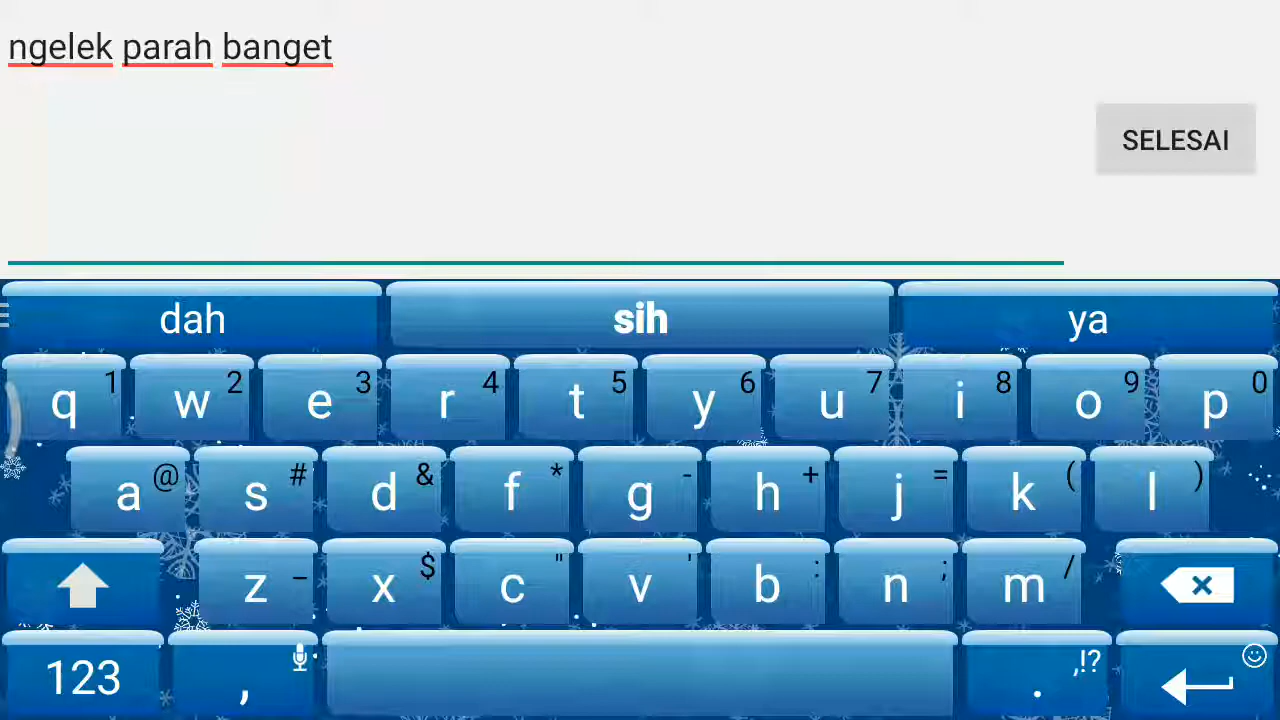 ngelek parah banget
SELESAI
dah sih ya
q 1 w 2 e 3 r 4 t 5 y 6 u 7 i 8 o 9 p 0
a @ s # d & f * g - h + j = k ( l )
z _ x $ c " v ' b : n ; m /
123 , . ,!?